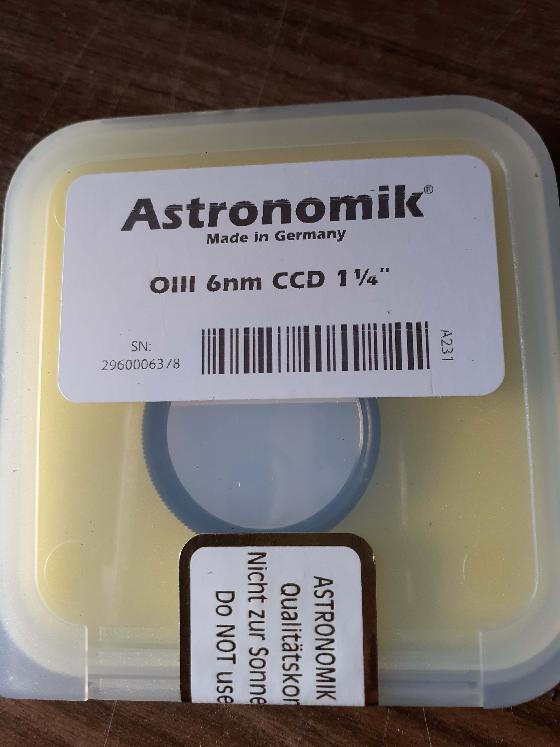 Astronomik®
Made in Germany
OIII 6nm CCD 1¼"
SN:
2960006378
A231
ASTRONOMIK
Qualitätskon
Nicht zur Sonne
Do NOT use